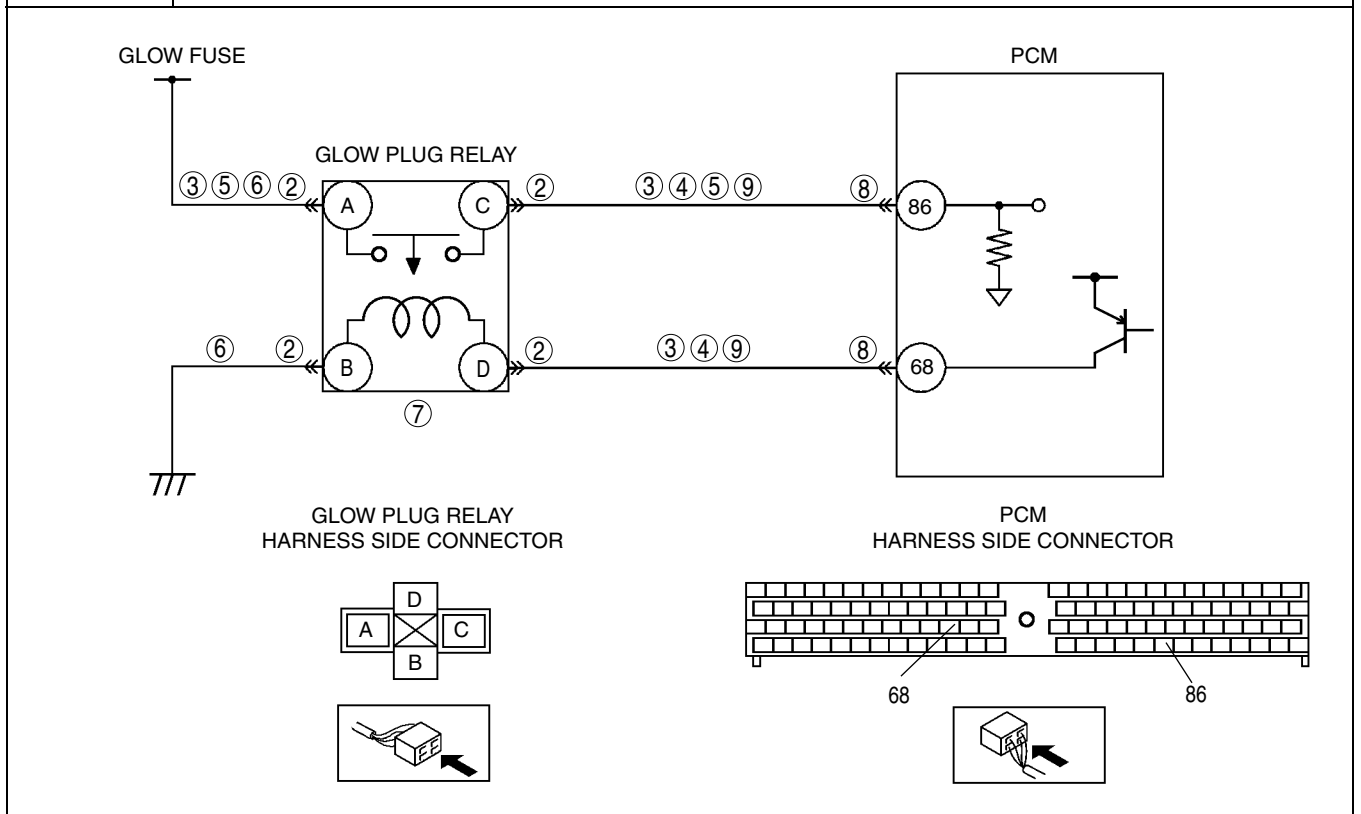 GLOW FUSE
PCM
GLOW PLUG RELAY
③⑤⑥②
A
C
②
③④⑤⑨
⑧
86
⑥
②
B
D
②
③④⑨
⑧
68
⑦
GLOW PLUG RELAY
HARNESS SIDE CONNECTOR
PCM
HARNESS SIDE CONNECTOR
D
A
C
B
68
86